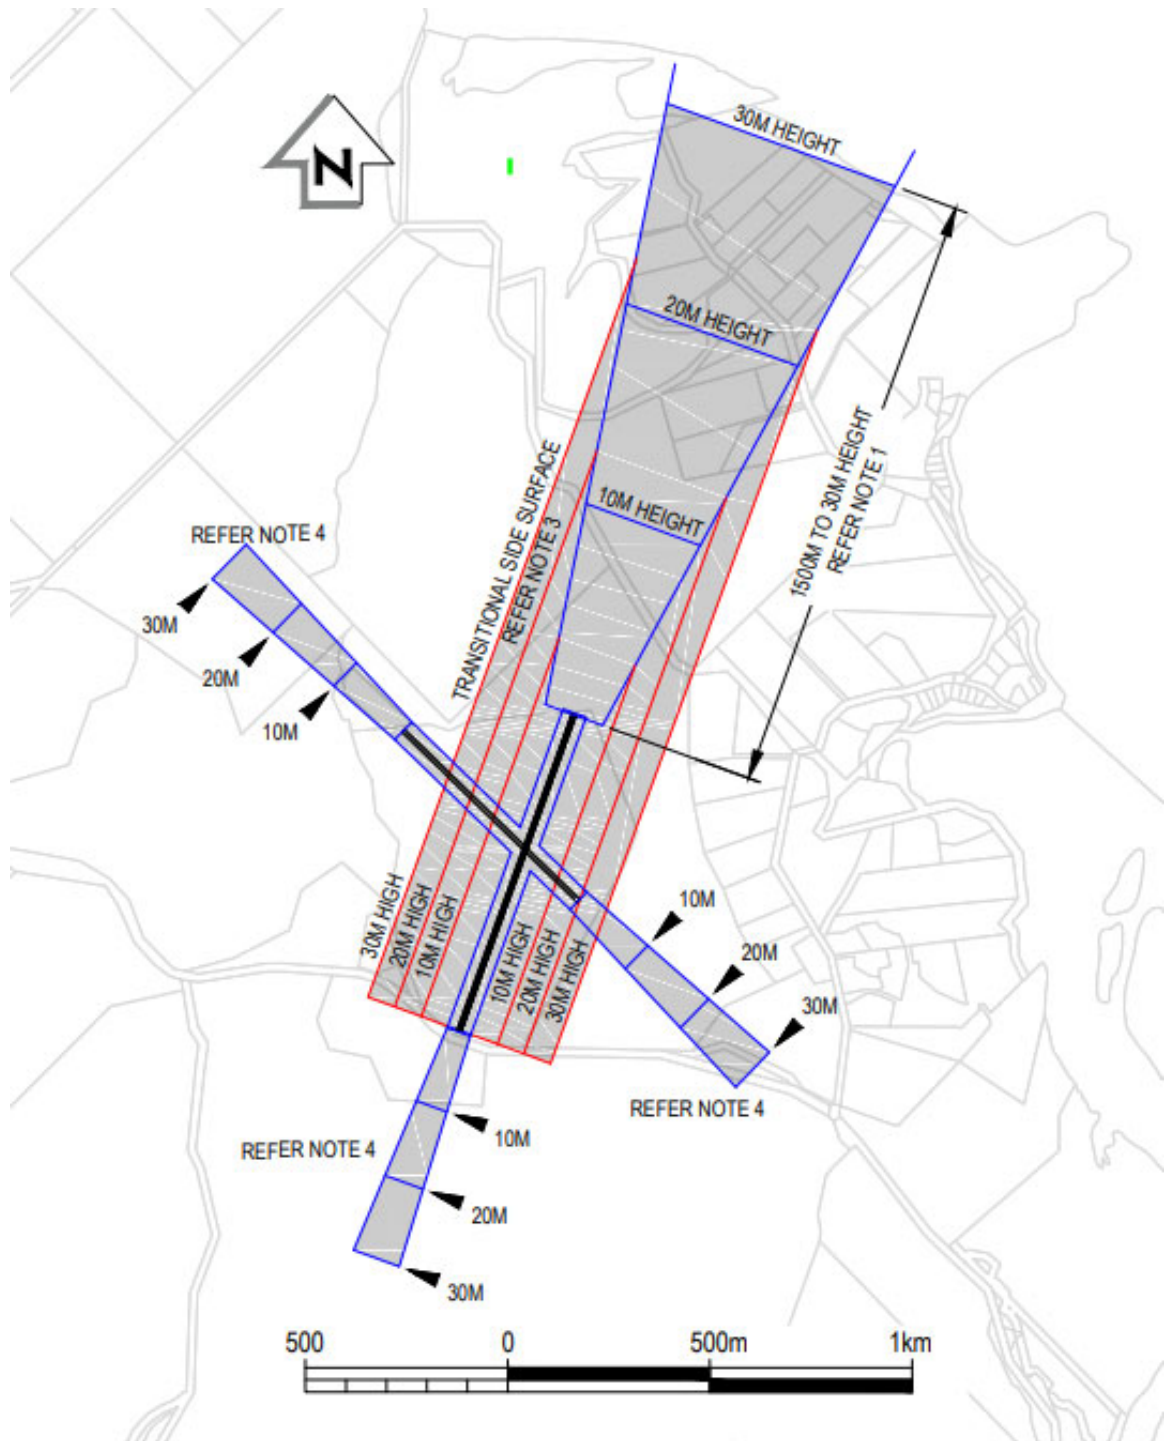 30M HEIGHT
N
20M HEIGHT
10M HEIGHT
1500M TO 30M HEIGHT
REFER NOTE 1
TRANSITIONAL SIDE SURFACE
REFER NOTE 3
REFER NOTE 4
30M
20M
10M
30M HIGH
20M HIGH
10M HIGH
10M HIGH
20M HIGH
30M HIGH
10M
20M
30M
REFER NOTE 4
REFER NOTE 4
10M
20M
30M
500 0 500m 1km